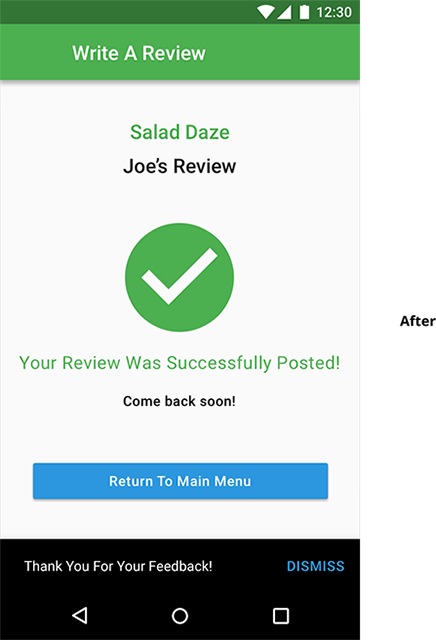 12:30
Write A Review
Salad Daze
Joe's Review
After
Your Review Was Successfully Posted!
Come back soon!
Return To Main Menu
Thank You For Your Feedback!
DISMISS